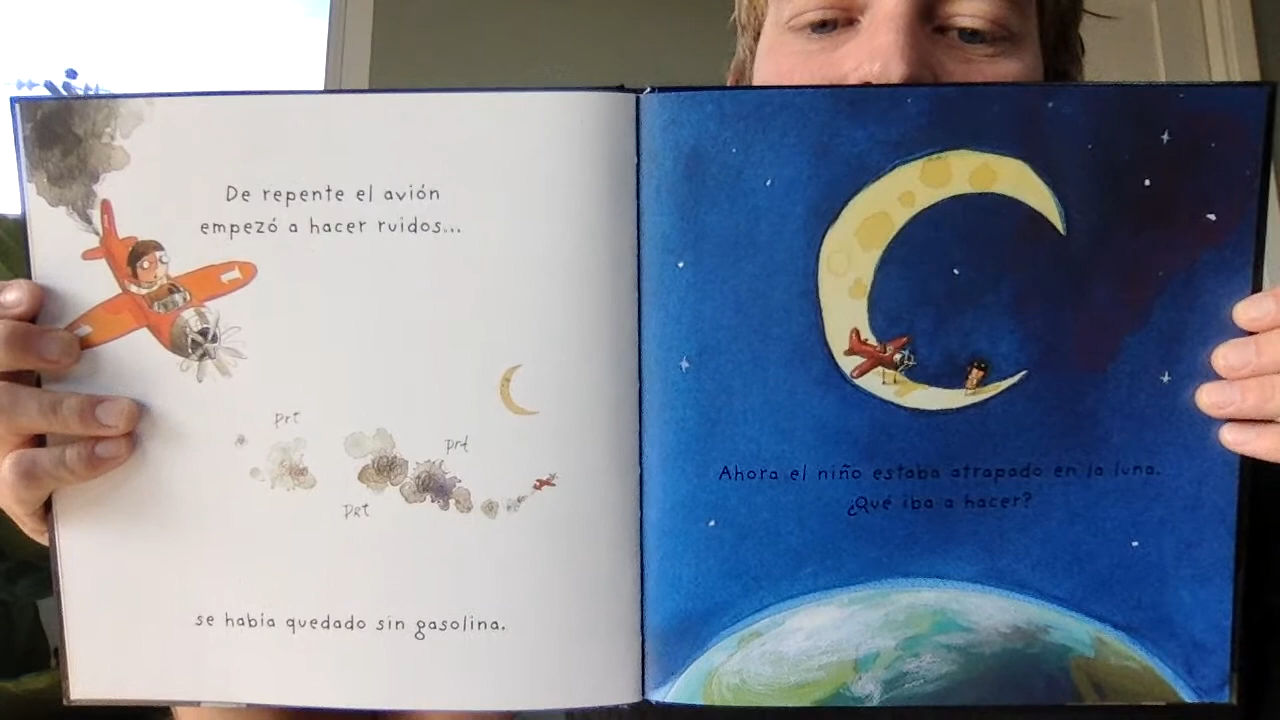 De repente el avión
empezó a hacer ruidos...
1
prt
prt
prt
se había quedado sin gasolina.
Ahora el niño estaba atrapado en la luna.
¿Qué iba a hacer?